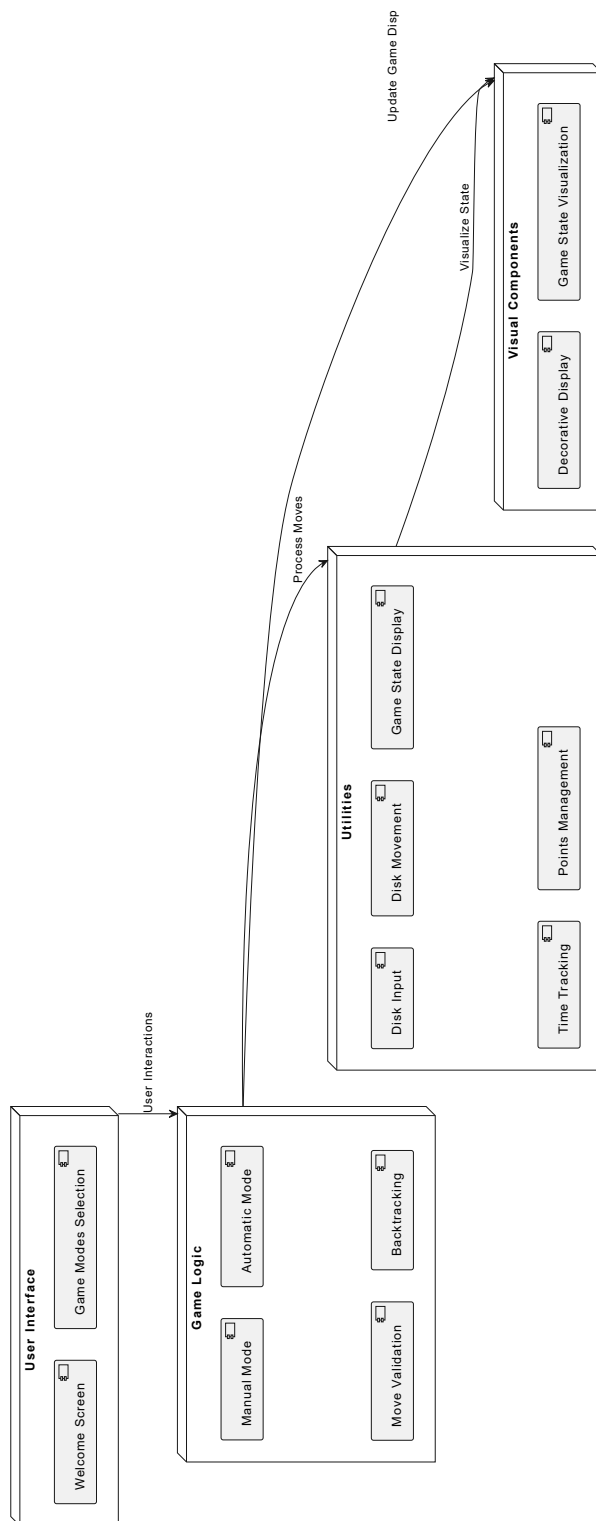 User Interface
Welcome Screen
Game Modes Selection
User Interactions
Game Logic
Manual Mode
Automatic Mode
Move Validation
Backtracking
Process Moves
Update Game Disp
Utilities
Disk Input
Disk Movement
Game State Display
Time Tracking
Points Management
Visualize State
Visual Components
Decorative Display
Game State Visualization